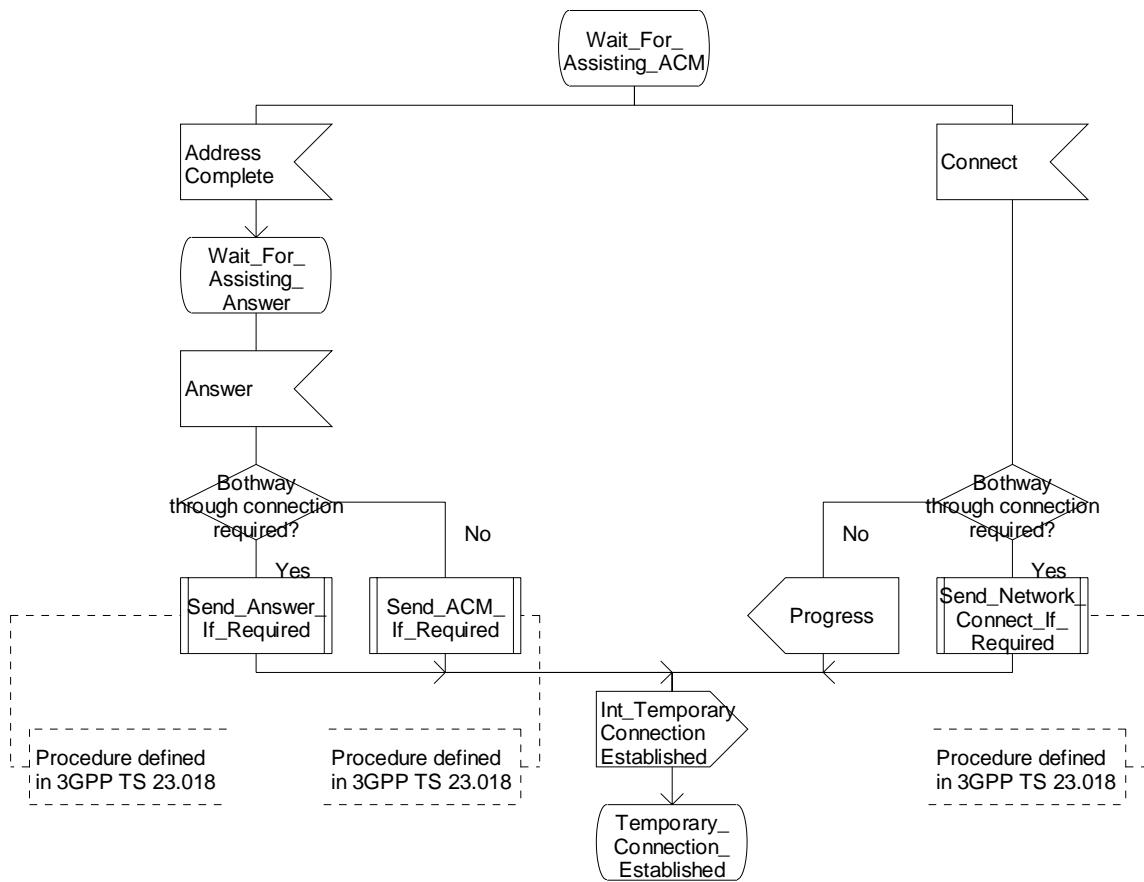 Wait_For_
Assisting_ACM
Address
Complete
Connect
Wait_For_
Assisting_
Answer
Answer
Bothway
through connection
required?
No
Yes
Bothway
through connection
required?
No
Yes
Send_Answer_
If_Required
Send_ACM_
If_Required
Progress
Send_Network_
Connect_If_
Required
Int_Temporary
Connection
Established
Procedure defined
in 3GPP TS 23.018
Procedure defined
in 3GPP TS 23.018
Procedure defined
in 3GPP TS 23.018
Temporary_
Connection_
Established